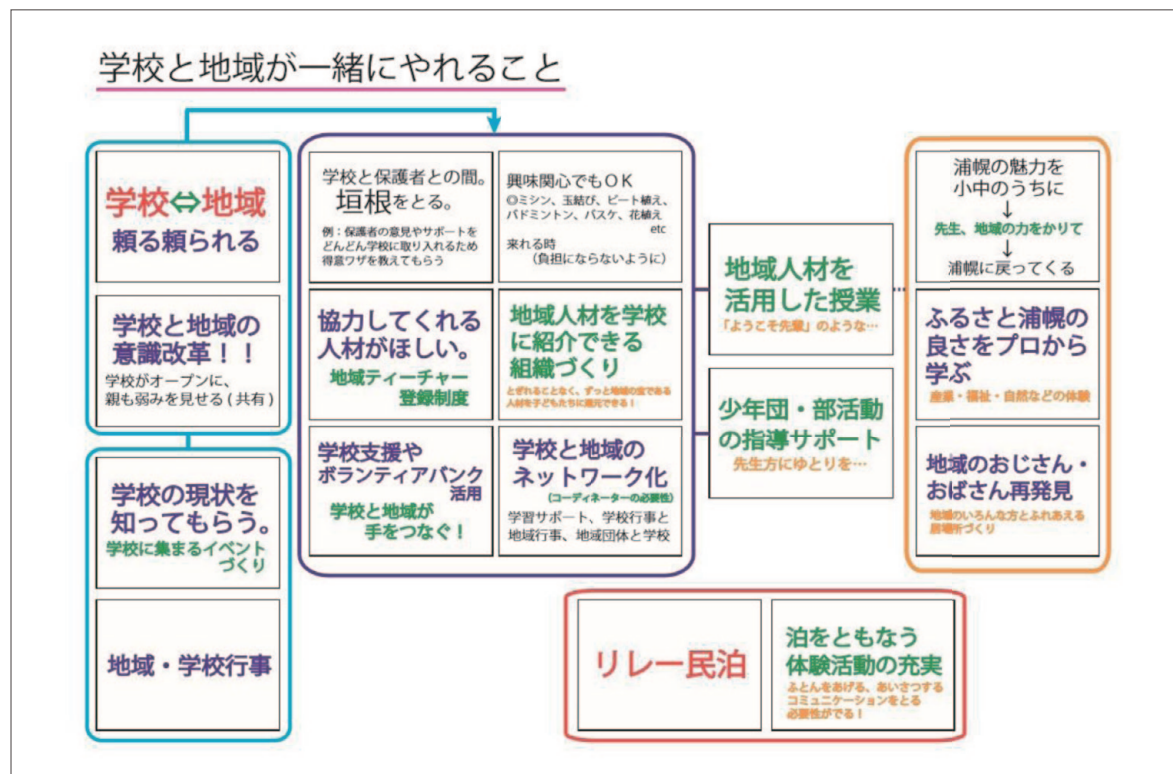 学校と地域が一緒にやれること
学校⇔地域
頼る頼られる
学校と地域の
意識改革！！
学校がオープンに、
親も弱みを見せる(共有)
学校の現状を
知ってもらう。
学校に集まるイベント
づくり
地域・学校行事
学校と保護者との間。
垣根をとる。
例：保護者の意見やサポートを
どんどん学校に取り入れるため
得意ワザを教えてもらう
興味関心でもOK
◎ミシン、玉結び、ビート植え、
バドミントン、バスケ、花植え
etc
来れる時
(負担にならないように)
協力してくれる
人材がほしい。
地域ティーチャー
登録制度
地域人材を学校
に紹介できる
組織づくり
とぎれることなく、ずっと地域の宝である
人材を子どもたちに還元できる！
学校支援や
ボランティアバンク
活用
学校と地域が
手をつなぐ！
学校と地域の
ネットワーク化
(コーディネーターの必要性)
学習サポート、学校行事と
地域行事、地域団体と学校
地域人材を
活用した授業
「ようこそ先輩」のような…
少年団・部活動
の指導サポート
先生方にゆとりを…
浦幌の魅力を
小中のうちに
↓
先生、地域の力をかりて
↓
浦幌に戻ってくる
ふるさと浦幌の
良さをプロから
学ぶ
産業・福祉・自然などの体験
地域のおじさん・
おばさん再発見
地域のいろんな方とふれあえる
居場所づくり
リレー民泊
泊をともなう
体験活動の充実
ふとんをあげる、あいさつする
コミュニケーションをとる
必要性がでる！